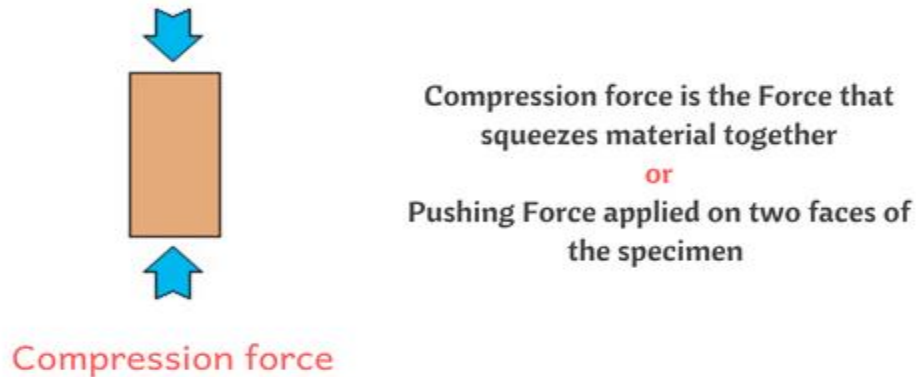 Compression force is the Force that
squeezes material together
or
Pushing Force applied on two faces of
the specimen
Compression force